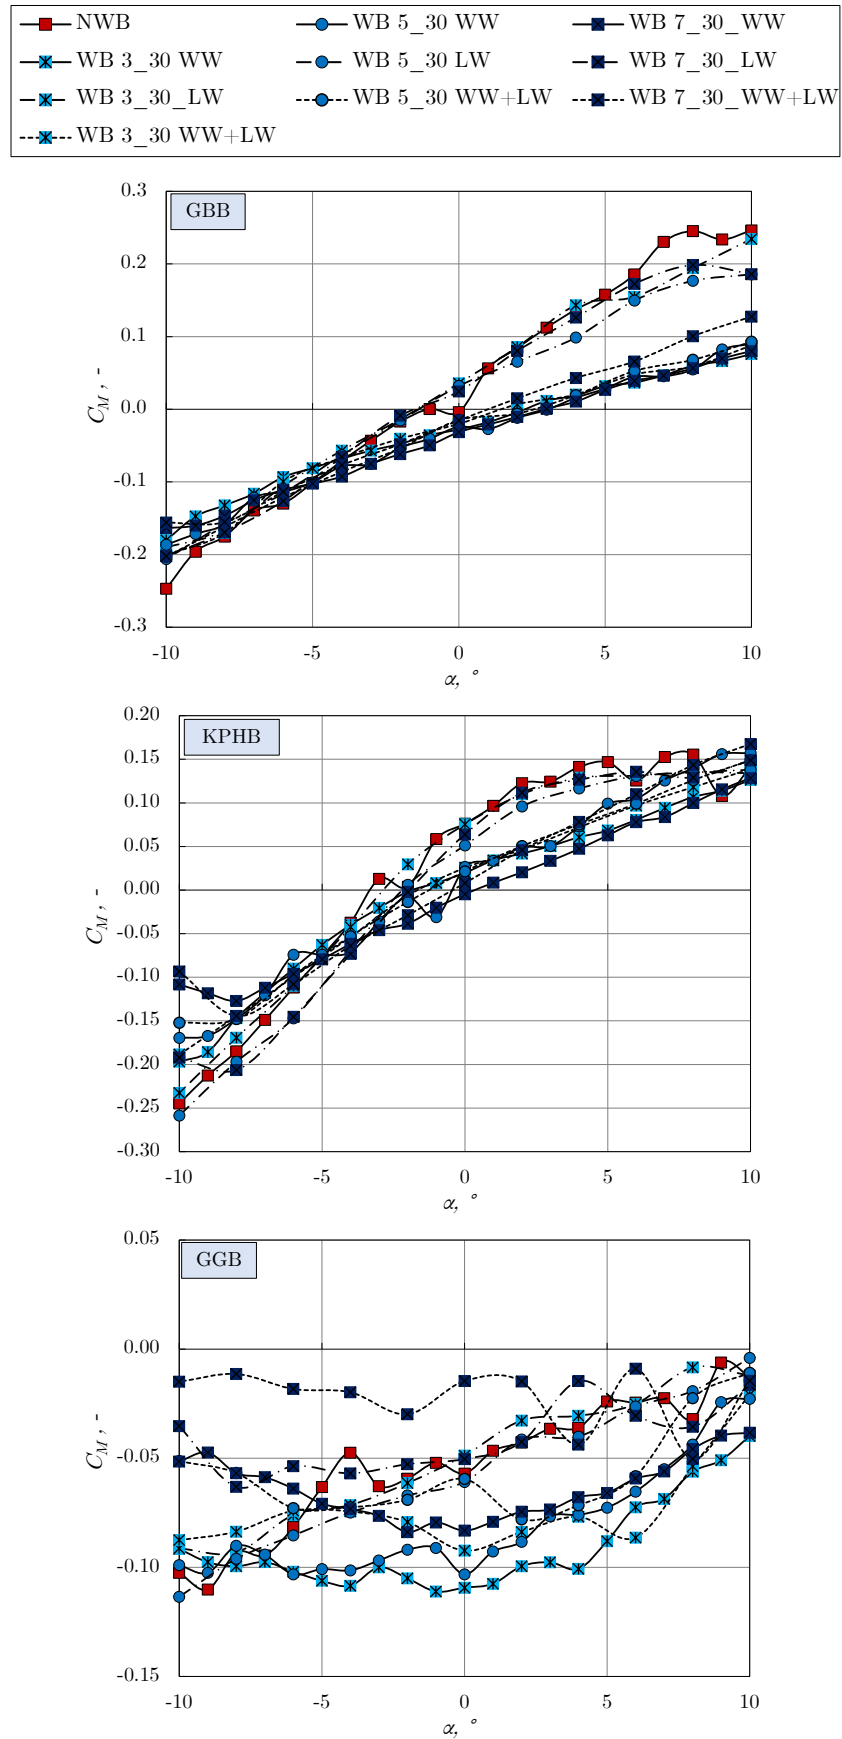 NWB WB 5_30 WW WB 7_30_WW
WB 3_30 WW WB 5_30 LW WB 7_30_LW
WB 3_30_LW WB 5_30 WW+LW WB 7_30_WW+LW
WB 3_30 WW+LW
GBB
0.3
0.2
0.1
0.0
-0.1
-0.2
-0.3
C_M, -
-10 -5 0 5 10
α, °
KPHB
0.20
0.15
0.10
0.05
0.00
-0.05
-0.10
-0.15
-0.20
-0.25
-0.30
C_M, -
-10 -5 0 5 10
α, °
GGB
0.05
0.00
-0.05
-0.10
-0.15
C_M, -
-10 -5 0 5 10
α, °